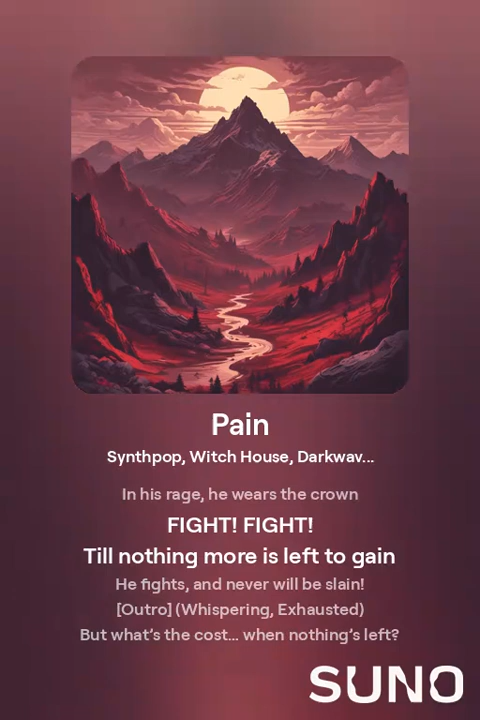 Pain
Synthpop, Witch House, Darkwav...
In his rage, he wears the crown
FIGHT! FIGHT!
Till nothing more is left to gain
He fights, and never will be slain!
[Outro] (Whispering, Exhausted)
But what’s the cost... when nothing’s left?
SUNO